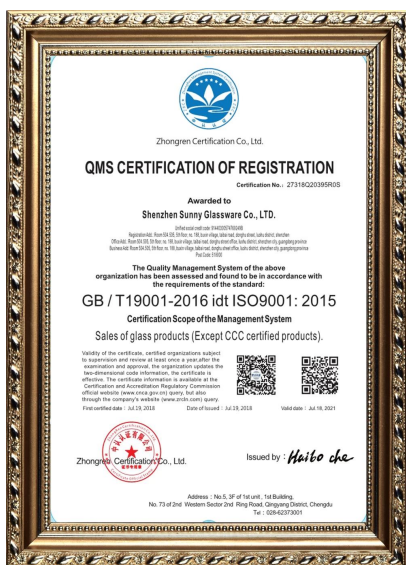 Zhongren Certification Co., Ltd.
QMS CERTIFICATION OF REGISTRATION
Certification No.: 27318Q20395R0S
Awarded to
Shenzhen Sunny Glassware Co., LTD.
The Quality Management System of the above
organization has been assessed and found to be in accordance with
the requirements of the standard:
GB / T19001-2016 idt ISO9001: 2015
Certification Scope of the Management System
Sales of glass products (Except CCC certified products).
Validity of the certificate, certified organizations subject
to supervision and review at least once a year,after the
examination and approval, the organization updates the
two-dimensional code information, the certificate is
effective. The certificate information is available at the
Certification and Accreditation Regulatory Commission
official website (www.cnca.gov.cn) query, but also
through the company's website (www.zrcln.com) query.
First certified date : Jul.19, 2018 Date of Issued : Jul.19, 2018 Valid date : Jul 18, 2021
Zhongren Certification Co., Ltd.
Issued by : Haibo che
Address : No.5, 3F of 1st unit , 1st Building,
No. 73 of 2nd Western Sector 2nd Ring Road, Qingyang District, Chengdu
Tel : 028-62373001